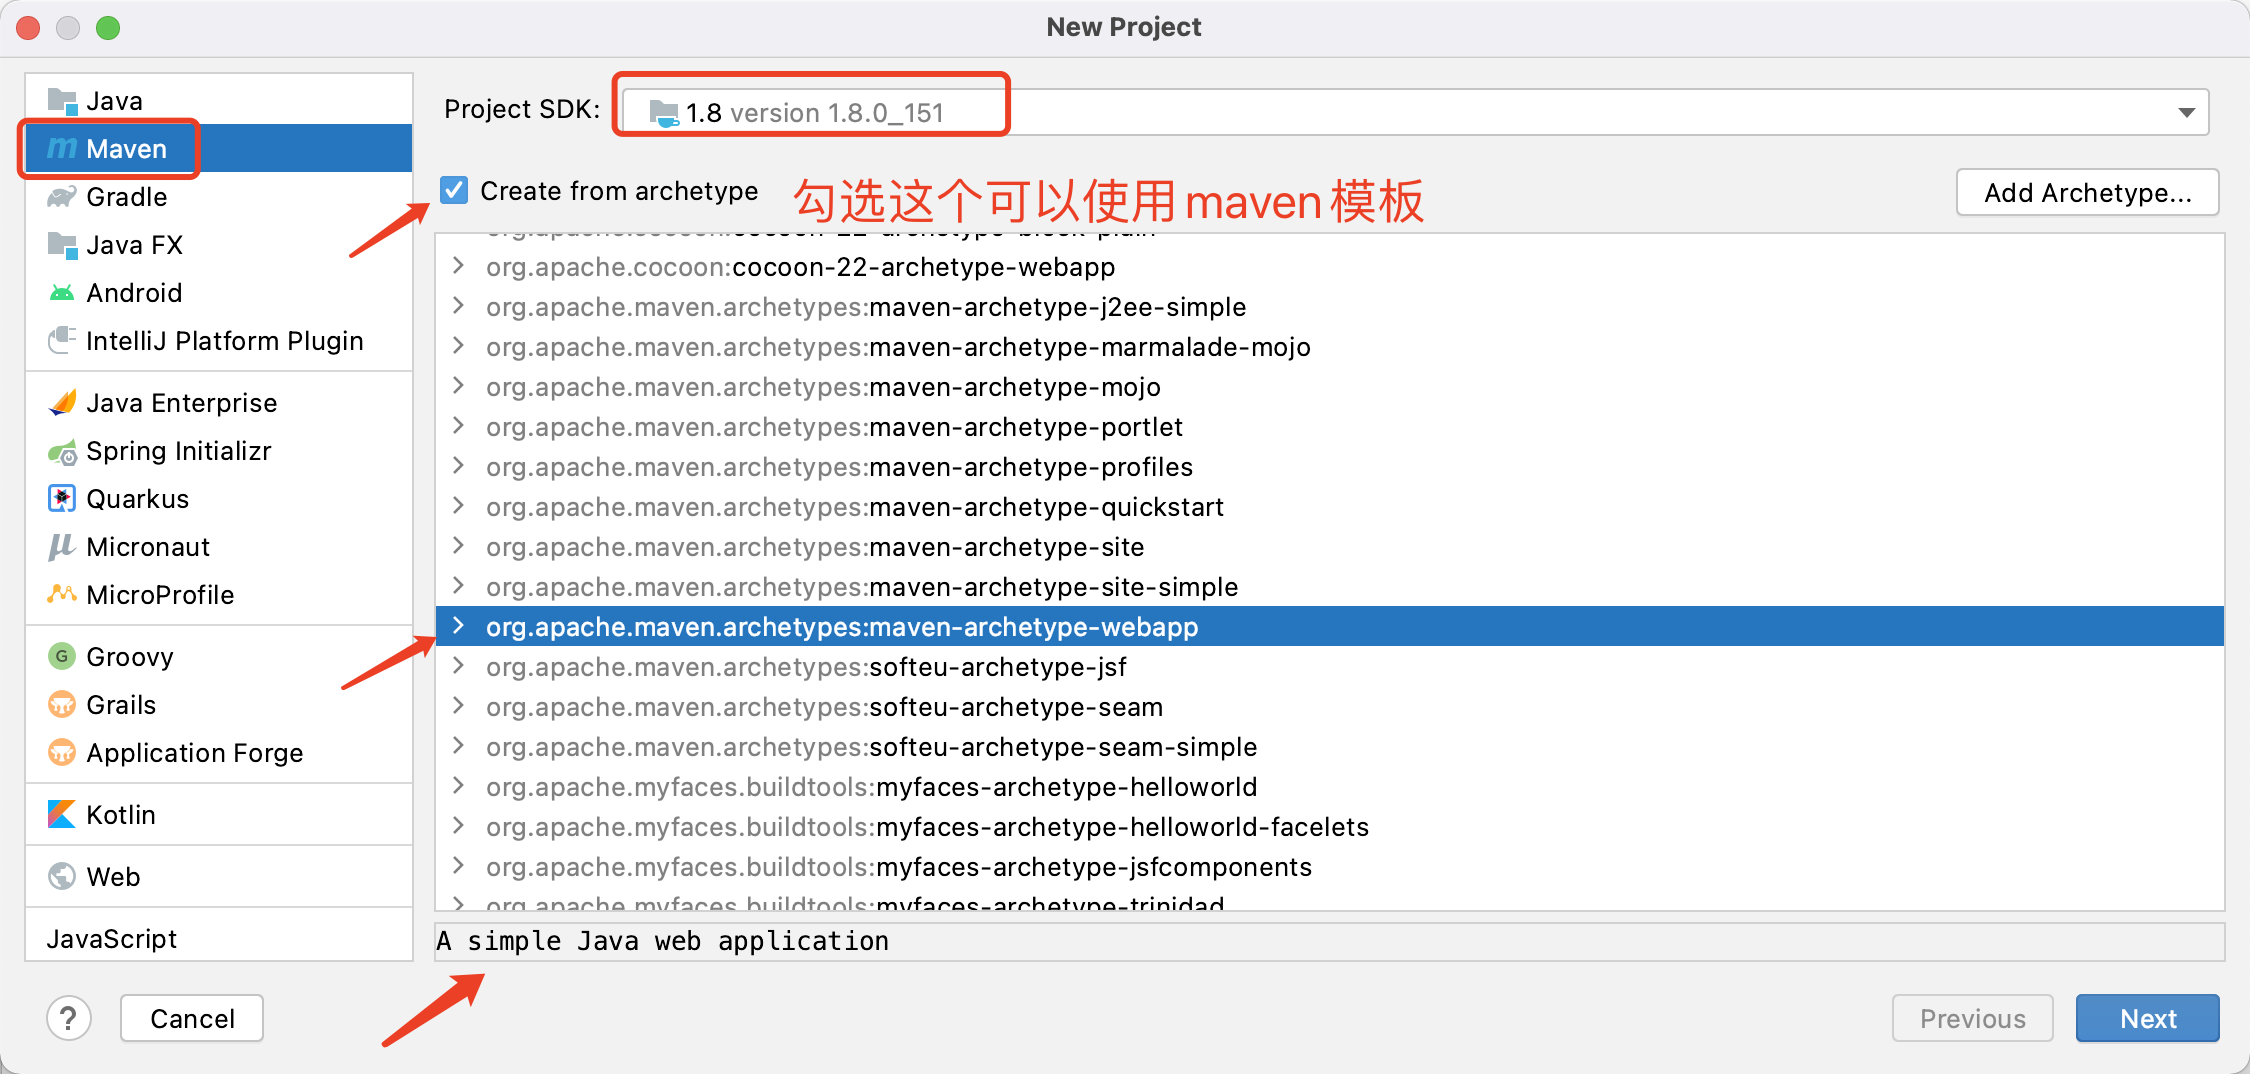 New Project
Java
Maven
Gradle
Java FX
Android
IntelliJ Platform Plugin
Java Enterprise
Spring Initializr
Quarkus
Micronaut
MicroProfile
Groovy
Grails
Application Forge
Kotlin
Web
JavaScript
Project SDK: 1.8 version 1.8.0_151
Create from archetype 勾选这个可以使用maven模板 Add Archetype...
org.apache.cocoon:cocoon-22-archetype-block-plain
org.apache.cocoon:cocoon-22-archetype-webapp
org.apache.maven.archetypes:maven-archetype-j2ee-simple
org.apache.maven.archetypes:maven-archetype-marmalade-mojo
org.apache.maven.archetypes:maven-archetype-mojo
org.apache.maven.archetypes:maven-archetype-portlet
org.apache.maven.archetypes:maven-archetype-profiles
org.apache.maven.archetypes:maven-archetype-quickstart
org.apache.maven.archetypes:maven-archetype-site
org.apache.maven.archetypes:maven-archetype-site-simple
org.apache.maven.archetypes:maven-archetype-webapp
org.apache.maven.archetypes:softeu-archetype-jsf
org.apache.maven.archetypes:softeu-archetype-seam
org.apache.maven.archetypes:softeu-archetype-seam-simple
org.apache.myfaces.buildtools:myfaces-archetype-helloworld
org.apache.myfaces.buildtools:myfaces-archetype-helloworld-facelets
org.apache.myfaces.buildtools:myfaces-archetype-jsfcomponents
org.apache.myfaces.buildtools:myfaces-archetype-trinidad
A simple Java web application
? Cancel Previous Next